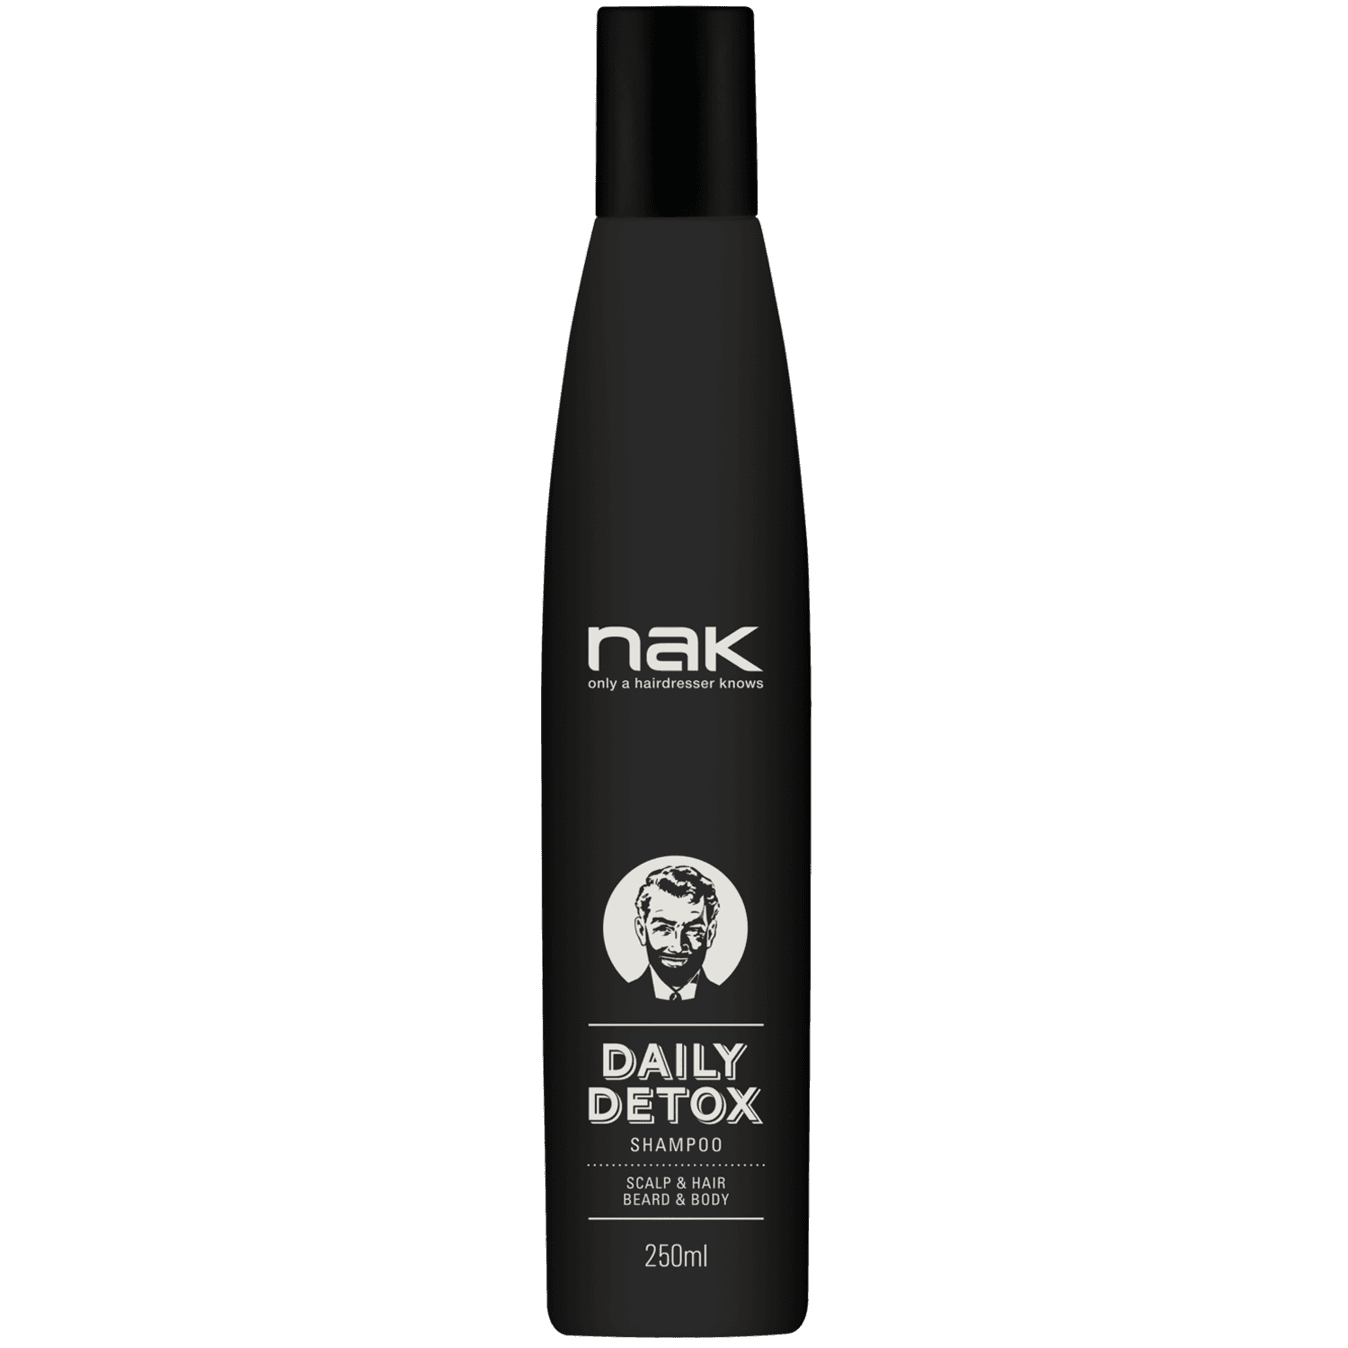 nak
only a hairdresser knows
DAILY
DETOX
SHAMPOO
SCALP & HAIR
BEARD & BODY
250ml